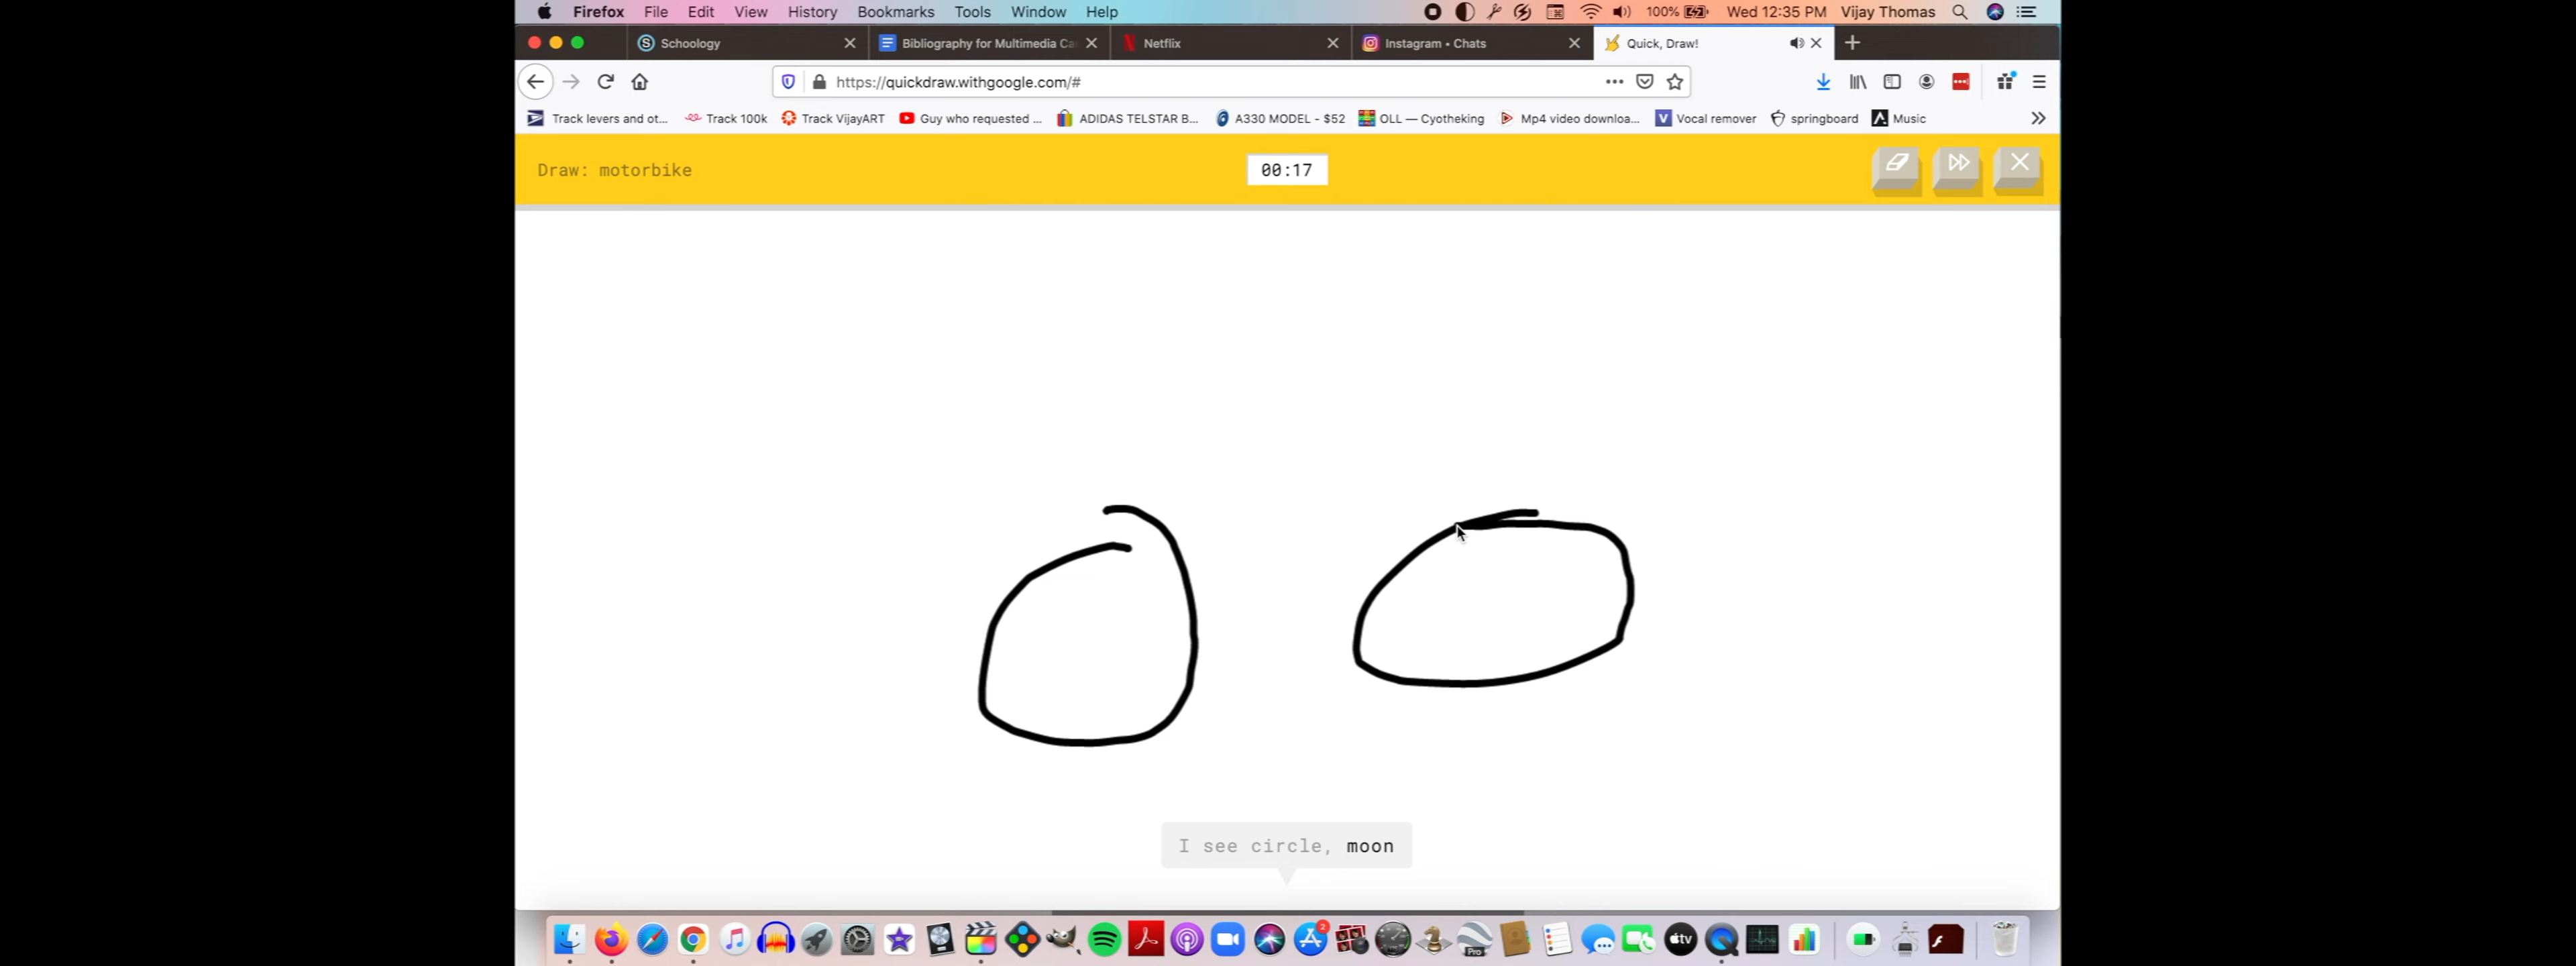 Firefox File Edit View History Bookmarks Tools Window Help 100% Wed 12:35 PM Vijay Thomas
Schoology Bibliography for Multimedia Ca Netflix Instagram • Chats Quick, Draw!
https://quickdraw.withgoogle.com/#
Track levers and ot... Track 100k Track VijayART Guy who requested ... ADIDAS TELSTAR B... A330 MODEL - $52 OLL — Cyotheking Mp4 video downloa... V Vocal remover springboard Music
Draw: motorbike 00:17
I see circle, moon
2 Pro tv